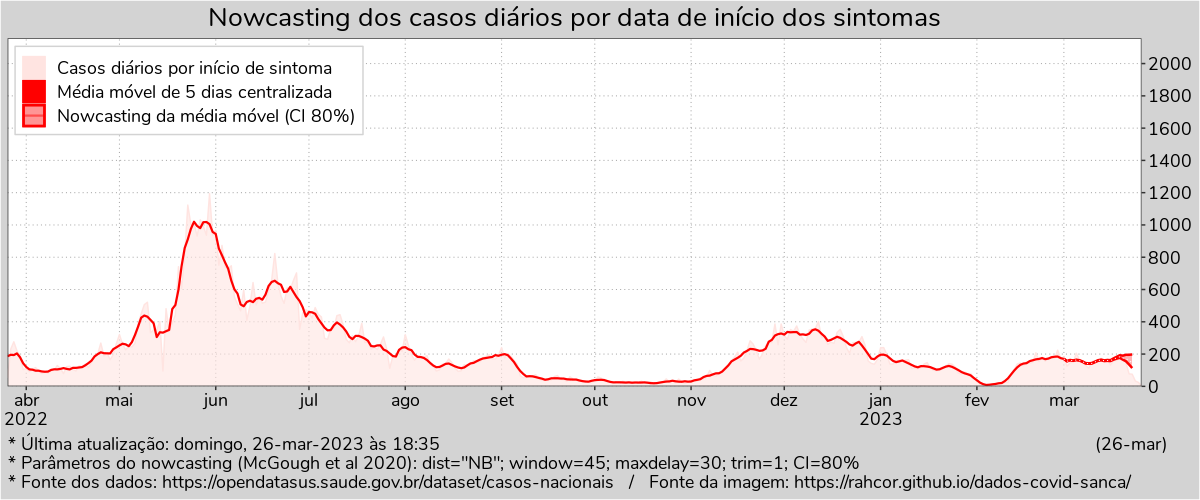 Nowcasting dos casos diários por data de início dos sintomas
Casos diários por início de sintoma
Média móvel de 5 dias centralizada
Nowcasting da média móvel (CI 80%)
2000
1800
1600
1400
1200
1000
800
600
400
200
0
abr mai jun jul ago set out nov dez jan fev mar
2022 2023
* Última atualização: domingo, 26-mar-2023 às 18:35 (26-mar)
* Parâmetros do nowcasting (McGough et al 2020): dist="NB"; window=45; maxdelay=30; trim=1; CI=80%
* Fonte dos dados: https://opendatasus.saude.gov.br/dataset/casos-nacionais / Fonte da imagem: https://rahcor.github.io/dados-covid-sanca/